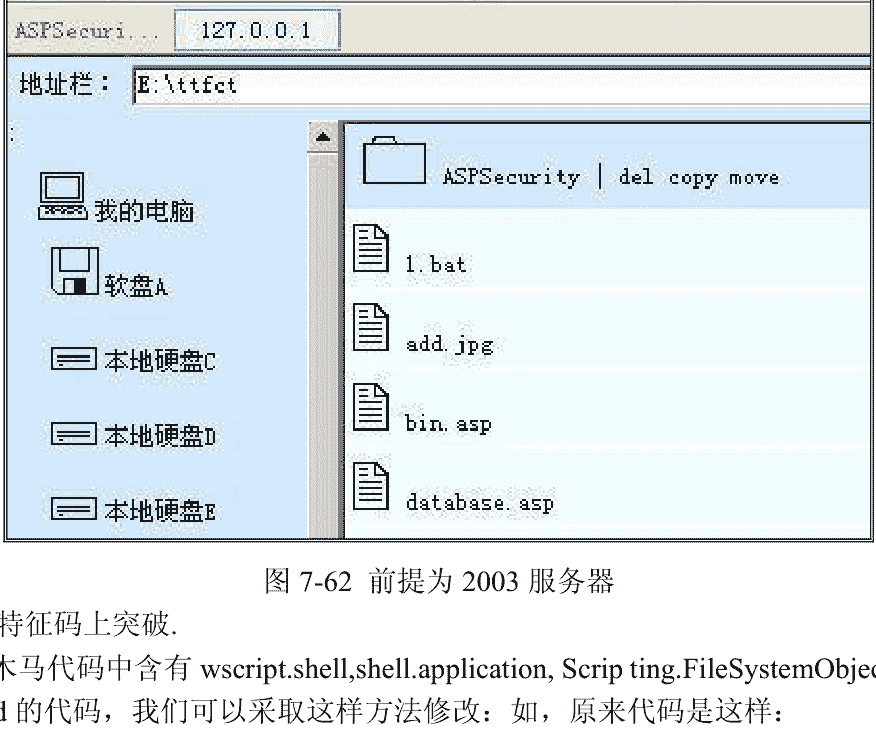 ASPSecuri...
127.0.0.1
地址栏： E:\ttfct
ASPSecurity | del copy move
我的电脑
1.bat
软盘A
add.jpg
本地硬盘C
bin.asp
本地硬盘D
database.asp
本地硬盘E
图 7-62 前提为 2003 服务器
特征码上突破.
木马代码中含有 wscript.shell,shell.application, Scrip ting.FileSystemObjec
d 的代码，我们可以采取这样方法修改：如，原来代码是这样：